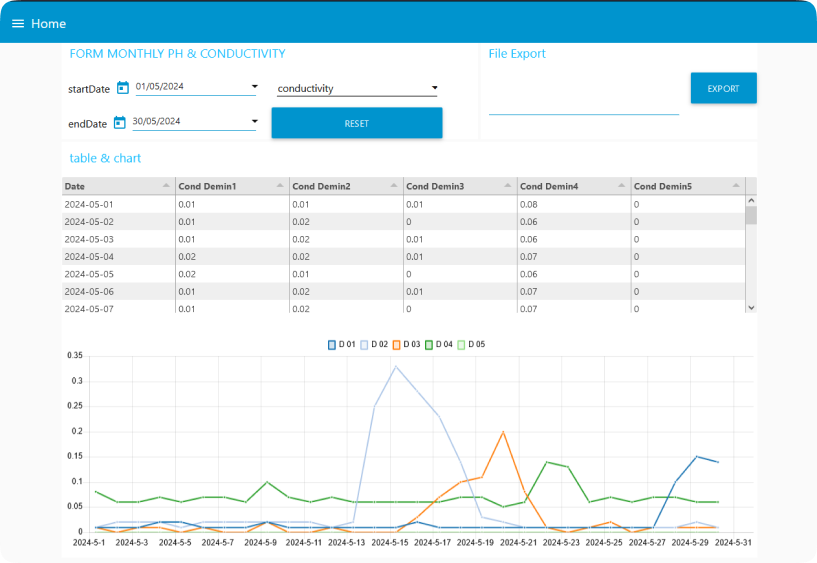 Home
FORM MONTHLY PH & CONDUCTIVITY
File Export
startDate 01/05/2024 conductivity
EXPORT
endDate 30/05/2024 RESET
table & chart
Date Cond Demin1 Cond Demin2 Cond Demin3 Cond Demin4 Cond Demin5
2024-05-01 0.01 0.01 0.01 0.08 0
2024-05-02 0.01 0.02 0 0.06 0
2024-05-03 0.01 0.02 0.01 0.06 0
2024-05-04 0.02 0.02 0.01 0.07 0
2024-05-05 0.02 0.01 0 0.06 0
2024-05-06 0.01 0.02 0.01 0.07 0
2024-05-07 0.01 0.02 0 0.07 0
D 01 D 02 D 03 D 04 D 05
0.35
0.3
0.25
0.2
0.15
0.1
0.05
0
2024-5-1 2024-5-3 2024-5-5 2024-5-7 2024-5-9 2024-5-11 2024-5-13 2024-5-15 2024-5-17 2024-5-19 2024-5-21 2024-5-23 2024-5-25 2024-5-27 2024-5-29 2024-5-31